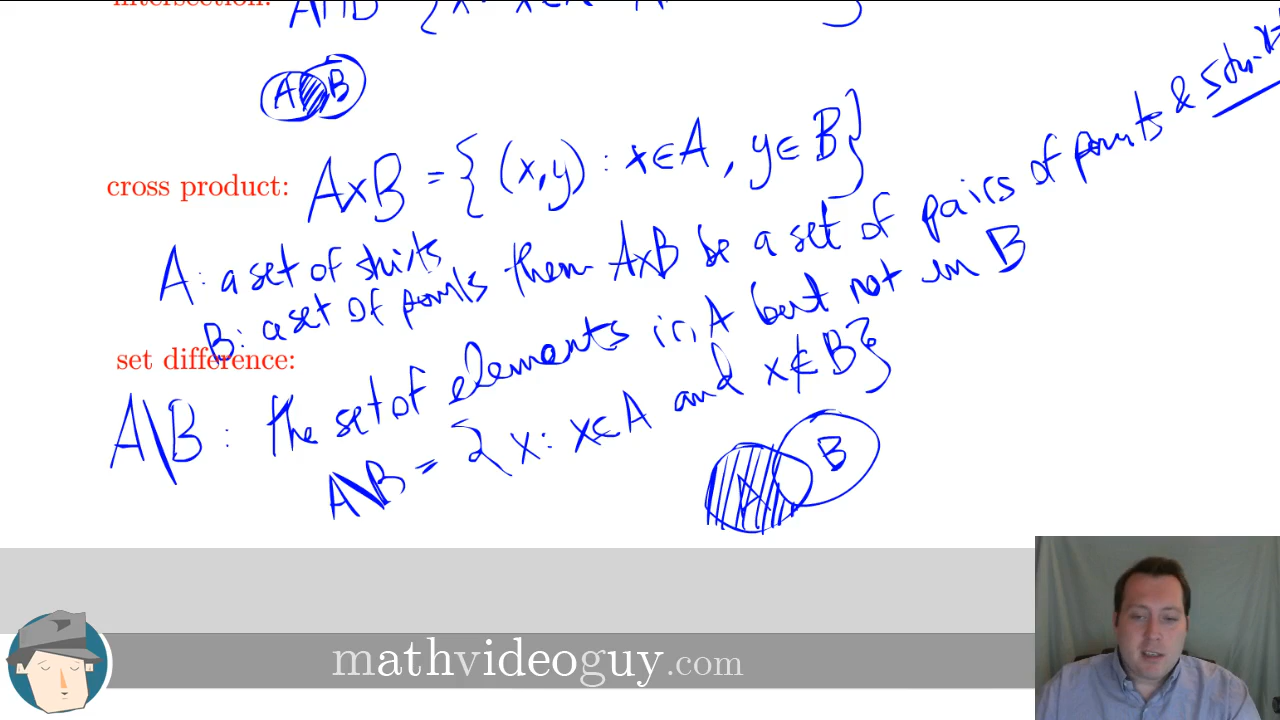 intersection:
A B
cross product: A×B = {(x,y) : x∈A, y∈B}
A: a set of shirts
B: a set of pants then A×B be a set of pairs of pants &
set difference:
A\B : the set of elements in A but not in B
A\B = {x: x∈A and x∉B}
A B
mathvideoguy.com